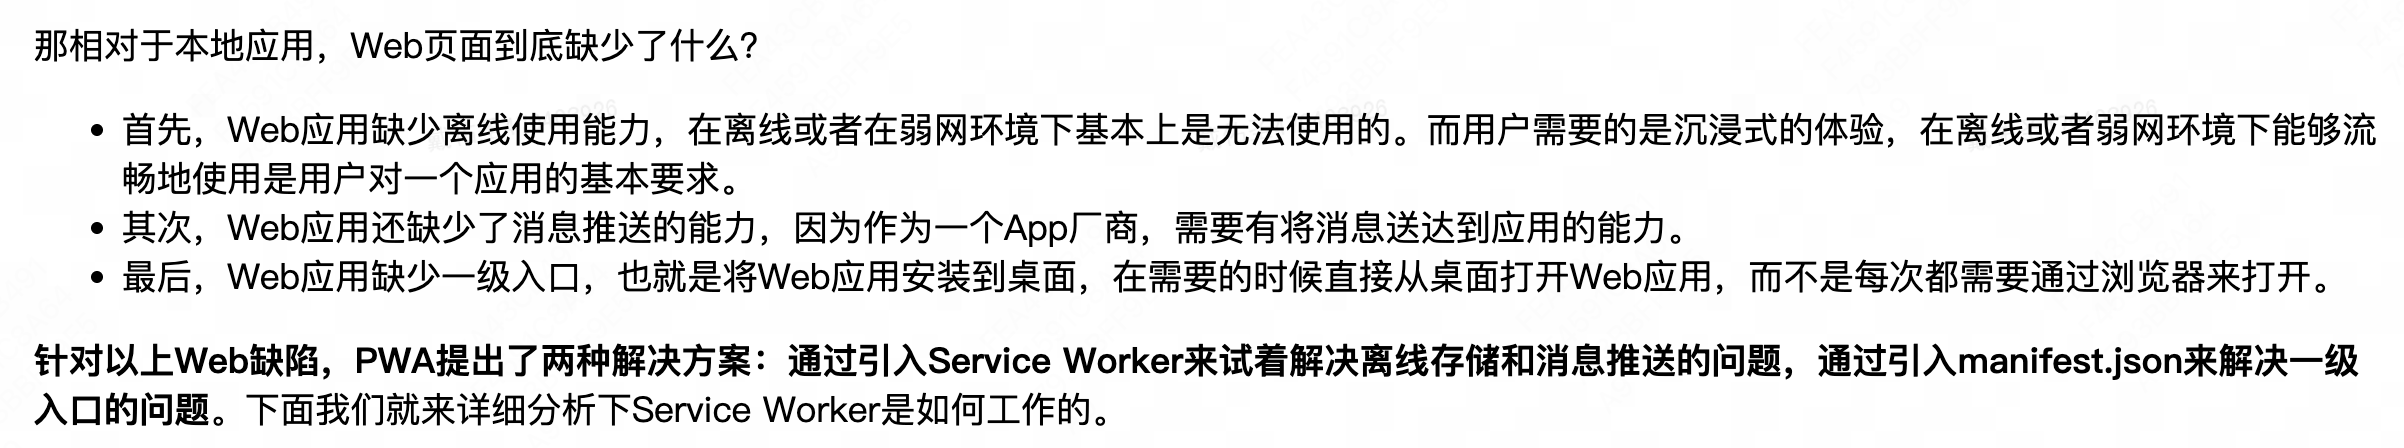 那相对于本地应用，Web页面到底缺少了什么？
• 首先，Web应用缺少离线使用能力，在离线或者在弱网环境下基本上是无法使用的。而用户需要的是沉浸式的体验，在离线或者弱网环境下能够流
畅地使用是用户对一个应用的基本要求。
• 其次，Web应用还缺少了消息推送的能力，因为作为一个App厂商，需要有将消息送达到应用的能力。
• 最后，Web应用缺少一级入口，也就是将Web应用安装到桌面，在需要的时候直接从桌面打开Web应用，而不是每次都需要通过浏览器来打开。
针对以上Web缺陷，PWA提出了两种解决方案：通过引入Service Worker来试着解决离线存储和消息推送的问题，通过引入manifest.json来解决一级
入口的问题。下面我们就来详细分析下Service Worker是如何工作的。